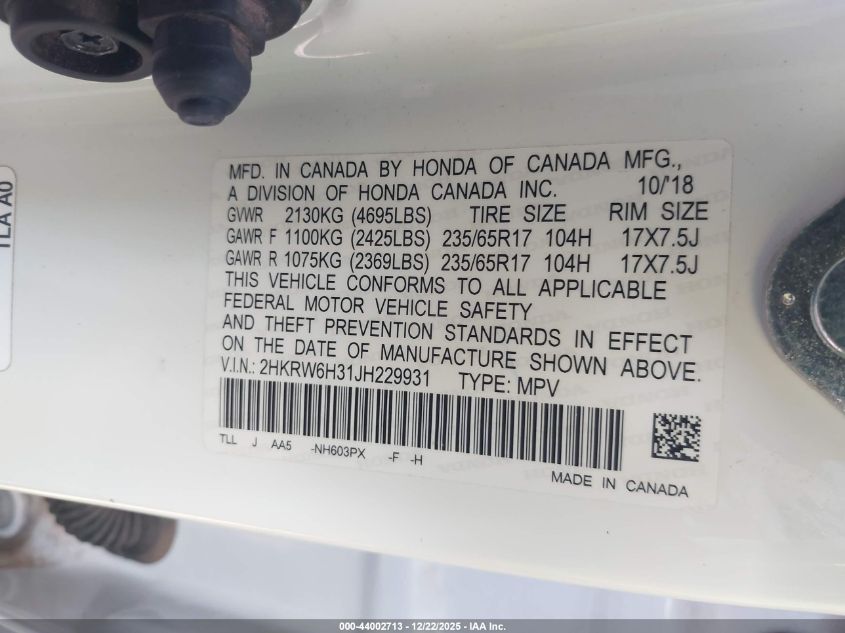 TLA A0
MFD. IN CANADA BY HONDA OF CANADA MFG.,
A DIVISION OF HONDA CANADA INC. 10/'18
GVWR 2130KG (4695LBS) TIRE SIZE RIM SIZE
GAWR F 1100KG (2425LBS) 235/65R17 104H 17X7.5J
GAWR R 1075KG (2369LBS) 235/65R17 104H 17X7.5J
THIS VEHICLE CONFORMS TO ALL APPLICABLE
FEDERAL MOTOR VEHICLE SAFETY
AND THEFT PREVENTION STANDARDS IN EFFECT
ON THE DATE OF MANUFACTURE SHOWN ABOVE.
V.I.N.: 2HKRW6H31JH229931 TYPE: MPV
TLL J AA5 -NH603PX -F -H
MADE IN CANADA
000-44002713 - 12/22/2025 - IAA Inc.